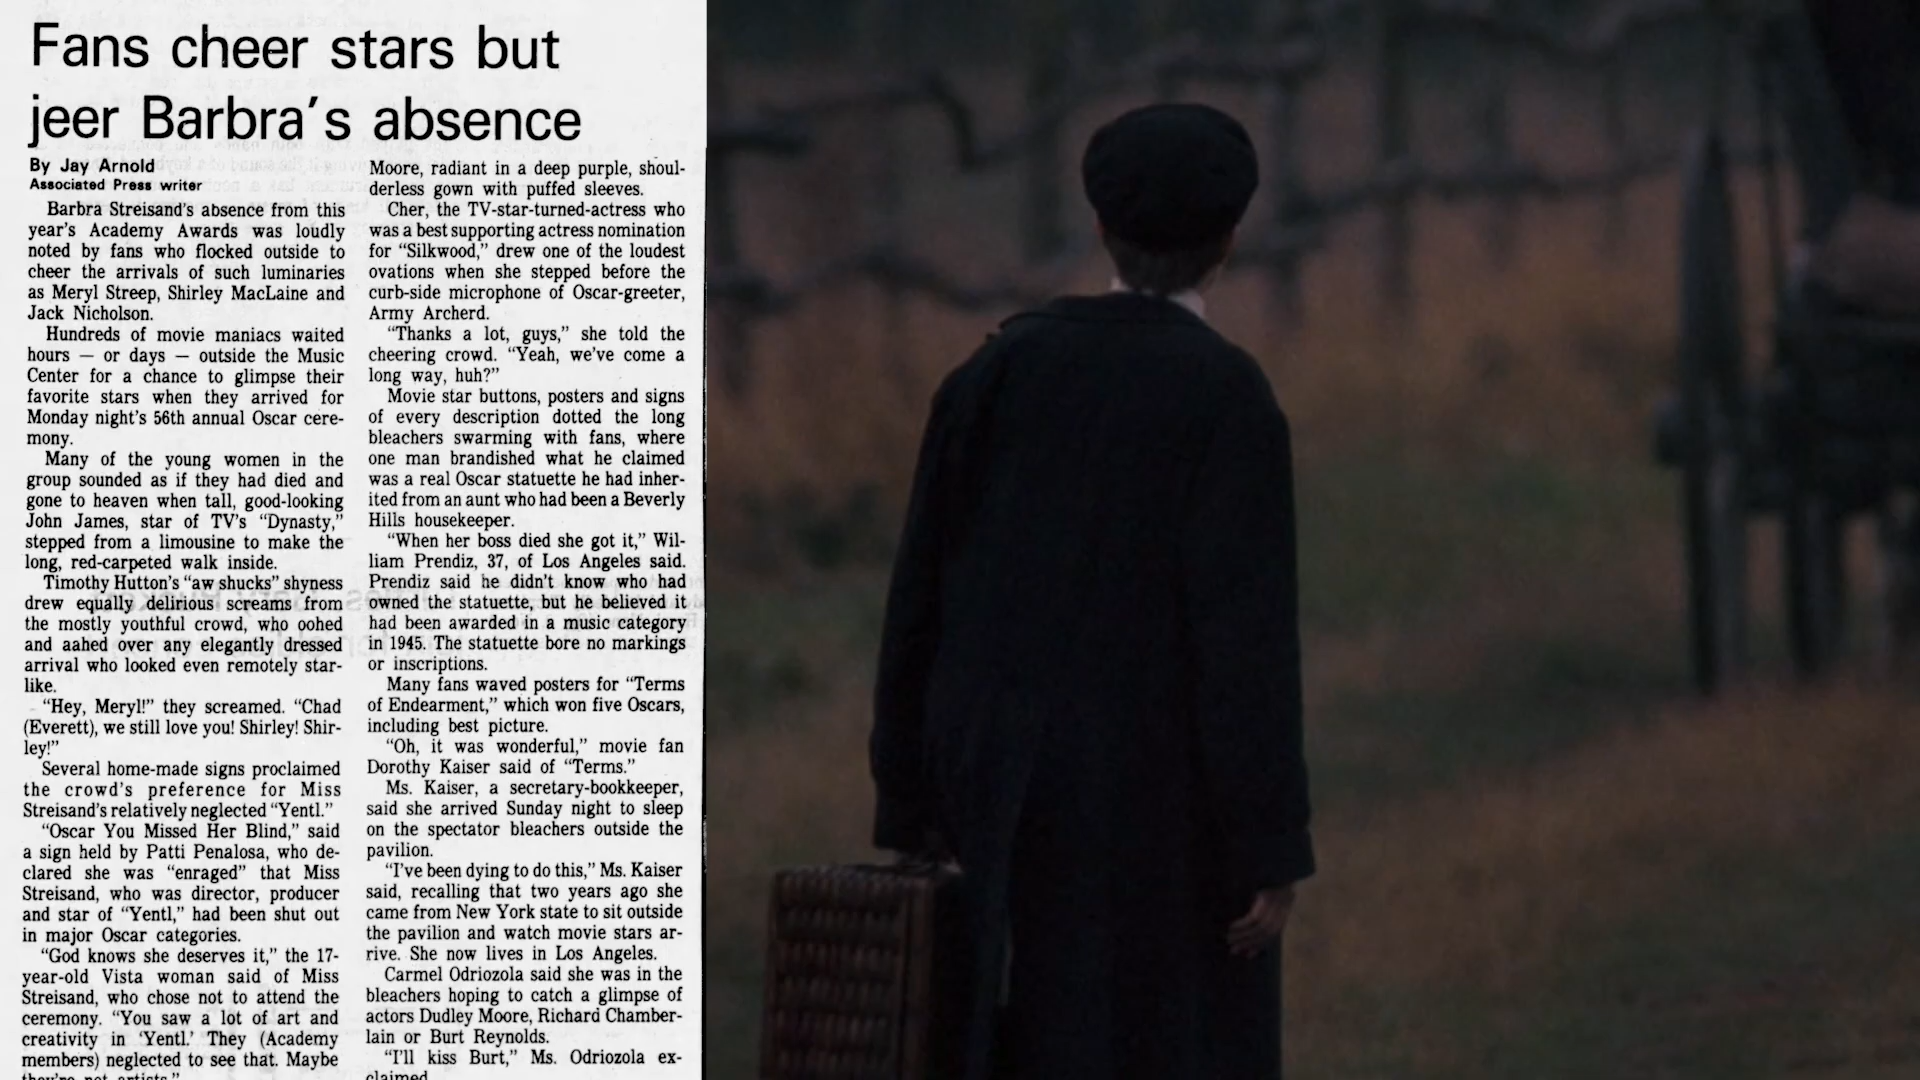 Fans cheer stars but
jeer Barbra's absence
By Jay Arnold
Associated Press writer
Barbra Streisand's absence from this
year's Academy Awards was loudly
noted by fans who flocked outside to
cheer the arrivals of such luminaries
as Meryl Streep, Shirley MacLaine and
Jack Nicholson.
Hundreds of movie maniacs waited
hours — or days — outside the Music
Center for a chance to glimpse their
favorite stars when they arrived for
Monday night's 56th annual Oscar cere-
mony.
Many of the young women in the
group sounded as if they had died and
gone to heaven when tall, good-looking
John James, star of TV's “Dynasty,”
stepped from a limousine to make the
long, red-carpeted walk inside.
Timothy Hutton's “aw shucks” shyness
drew equally delirious screams from
the mostly youthful crowd, who oohed
and aahed over any elegantly dressed
arrival who looked even remotely star-
like.
“Hey, Meryl!” they screamed. “Chad
(Everett), we still love you! Shirley! Shir-
ley!”
Several home-made signs proclaimed
the crowd's preference for Miss
Streisand's relatively neglected “Yentl.”
“Oscar You Missed Her Blind,” said
a sign held by Patti Penalosa, who de-
clared she was “enraged” that Miss
Streisand, who was director, producer
and star of “Yentl,” had been shut out
in major Oscar categories.
“God knows she deserves it,” the 17-
year-old Vista woman said of Miss
Streisand, who chose not to attend the
ceremony. “You saw a lot of art and
creativity in ‘Yentl.’ They (Academy
members) neglected to see that. Maybe
they're not artists.”
Moore, radiant in a deep purple, shoul-
derless gown with puffed sleeves.
Cher, the TV-star-turned-actress who
was a best supporting actress nomination
for “Silkwood,” drew one of the loudest
ovations when she stepped before the
curb-side microphone of Oscar-greeter,
Army Archerd.
“Thanks a lot, guys,” she told the
cheering crowd. “Yeah, we've come a
long way, huh?”
Movie star buttons, posters and signs
of every description dotted the long
bleachers swarming with fans, where
one man brandished what he claimed
was a real Oscar statuette he had inher-
ited from an aunt who had been a Beverly
Hills housekeeper.
“When her boss died she got it,” Wil-
liam Prendiz, 37, of Los Angeles said.
Prendiz said he didn't know who had
owned the statuette, but he believed it
had been awarded in a music category
in 1945. The statuette bore no markings
or inscriptions.
Many fans waved posters for “Terms
of Endearment,” which won five Oscars,
including best picture.
“Oh, it was wonderful,” movie fan
Dorothy Kaiser said of “Terms.”
Ms. Kaiser, a secretary-bookkeeper,
said she arrived Sunday night to sleep
on the spectator bleachers outside the
pavilion.
“I've been dying to do this,” Ms. Kaiser
said, recalling that two years ago she
came from New York state to sit outside
the pavilion and watch movie stars ar-
rive. She now lives in Los Angeles.
Carmel Odriozola said she was in the
bleachers hoping to catch a glimpse of
actors Dudley Moore, Richard Chamber-
lain or Burt Reynolds.
“I'll kiss Burt,” Ms. Odriozola ex-
claimed.